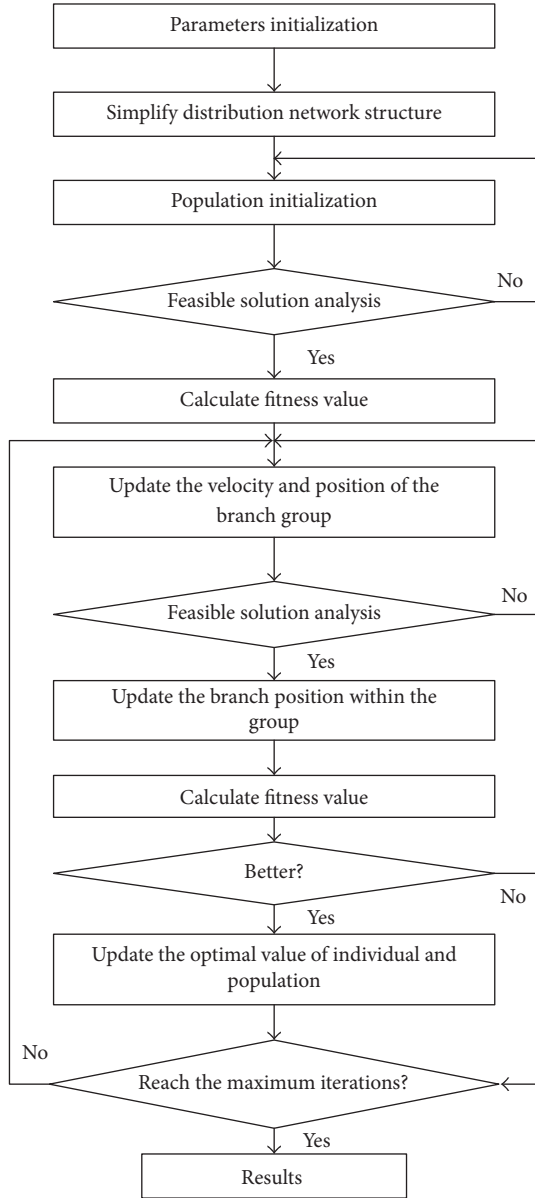 Parameters initialization
Simplify distribution network structure
Population initialization
Feasible solution analysis
No
Yes
Calculate fitness value
Update the velocity and position of the
branch group
Feasible solution analysis
No
Yes
Update the branch position within the
group
Calculate fitness value
Better?
No
Yes
Update the optimal value of individual and
population
No
Reach the maximum iterations?
Yes
Results